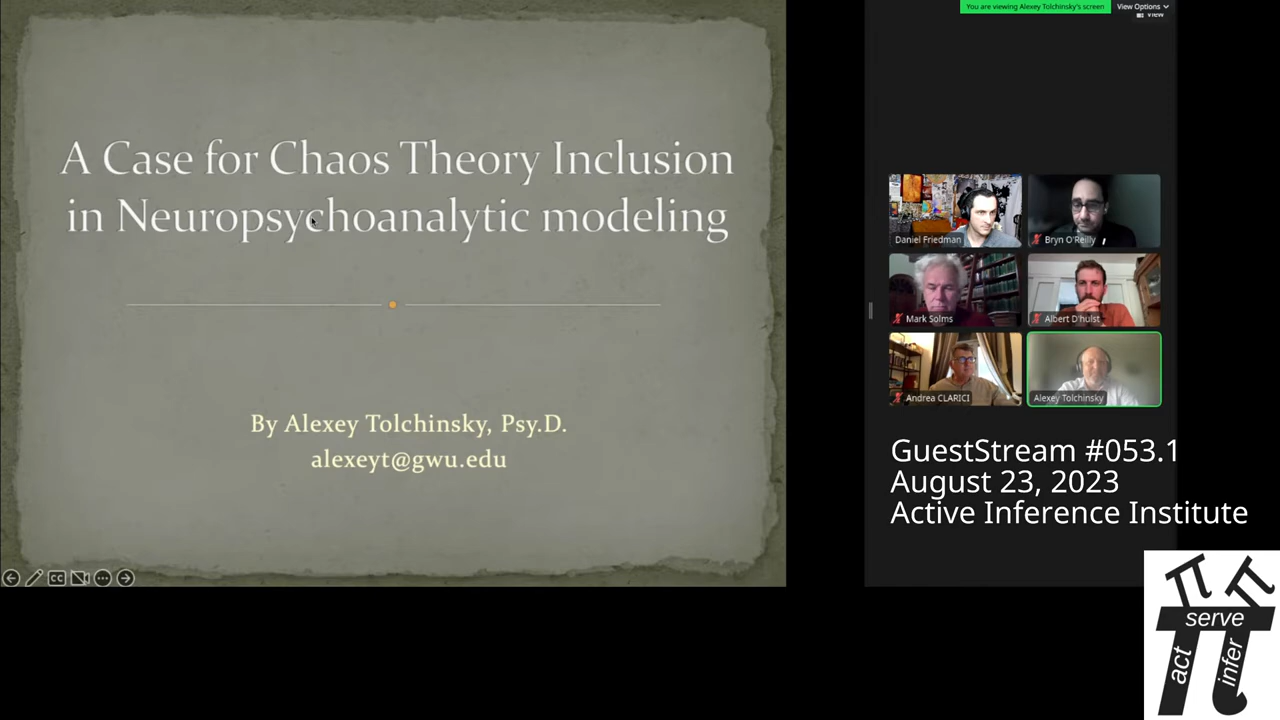 You are viewing Alexey Tolchinsky's screen
View Options
View
A Case for Chaos Theory Inclusion
in Neuropsychoanalytic modeling
By Alexey Tolchinsky, Psy.D.
alexeyt@gwu.edu
CC
Daniel Friedman
Bryn O'Reilly
Mark Solms
Albert D'hulst
Andrea CLARICI
Alexey Tolchinsky
GuestStream #053.1
August 23, 2023
Active Inference Institute
serve
act
infer